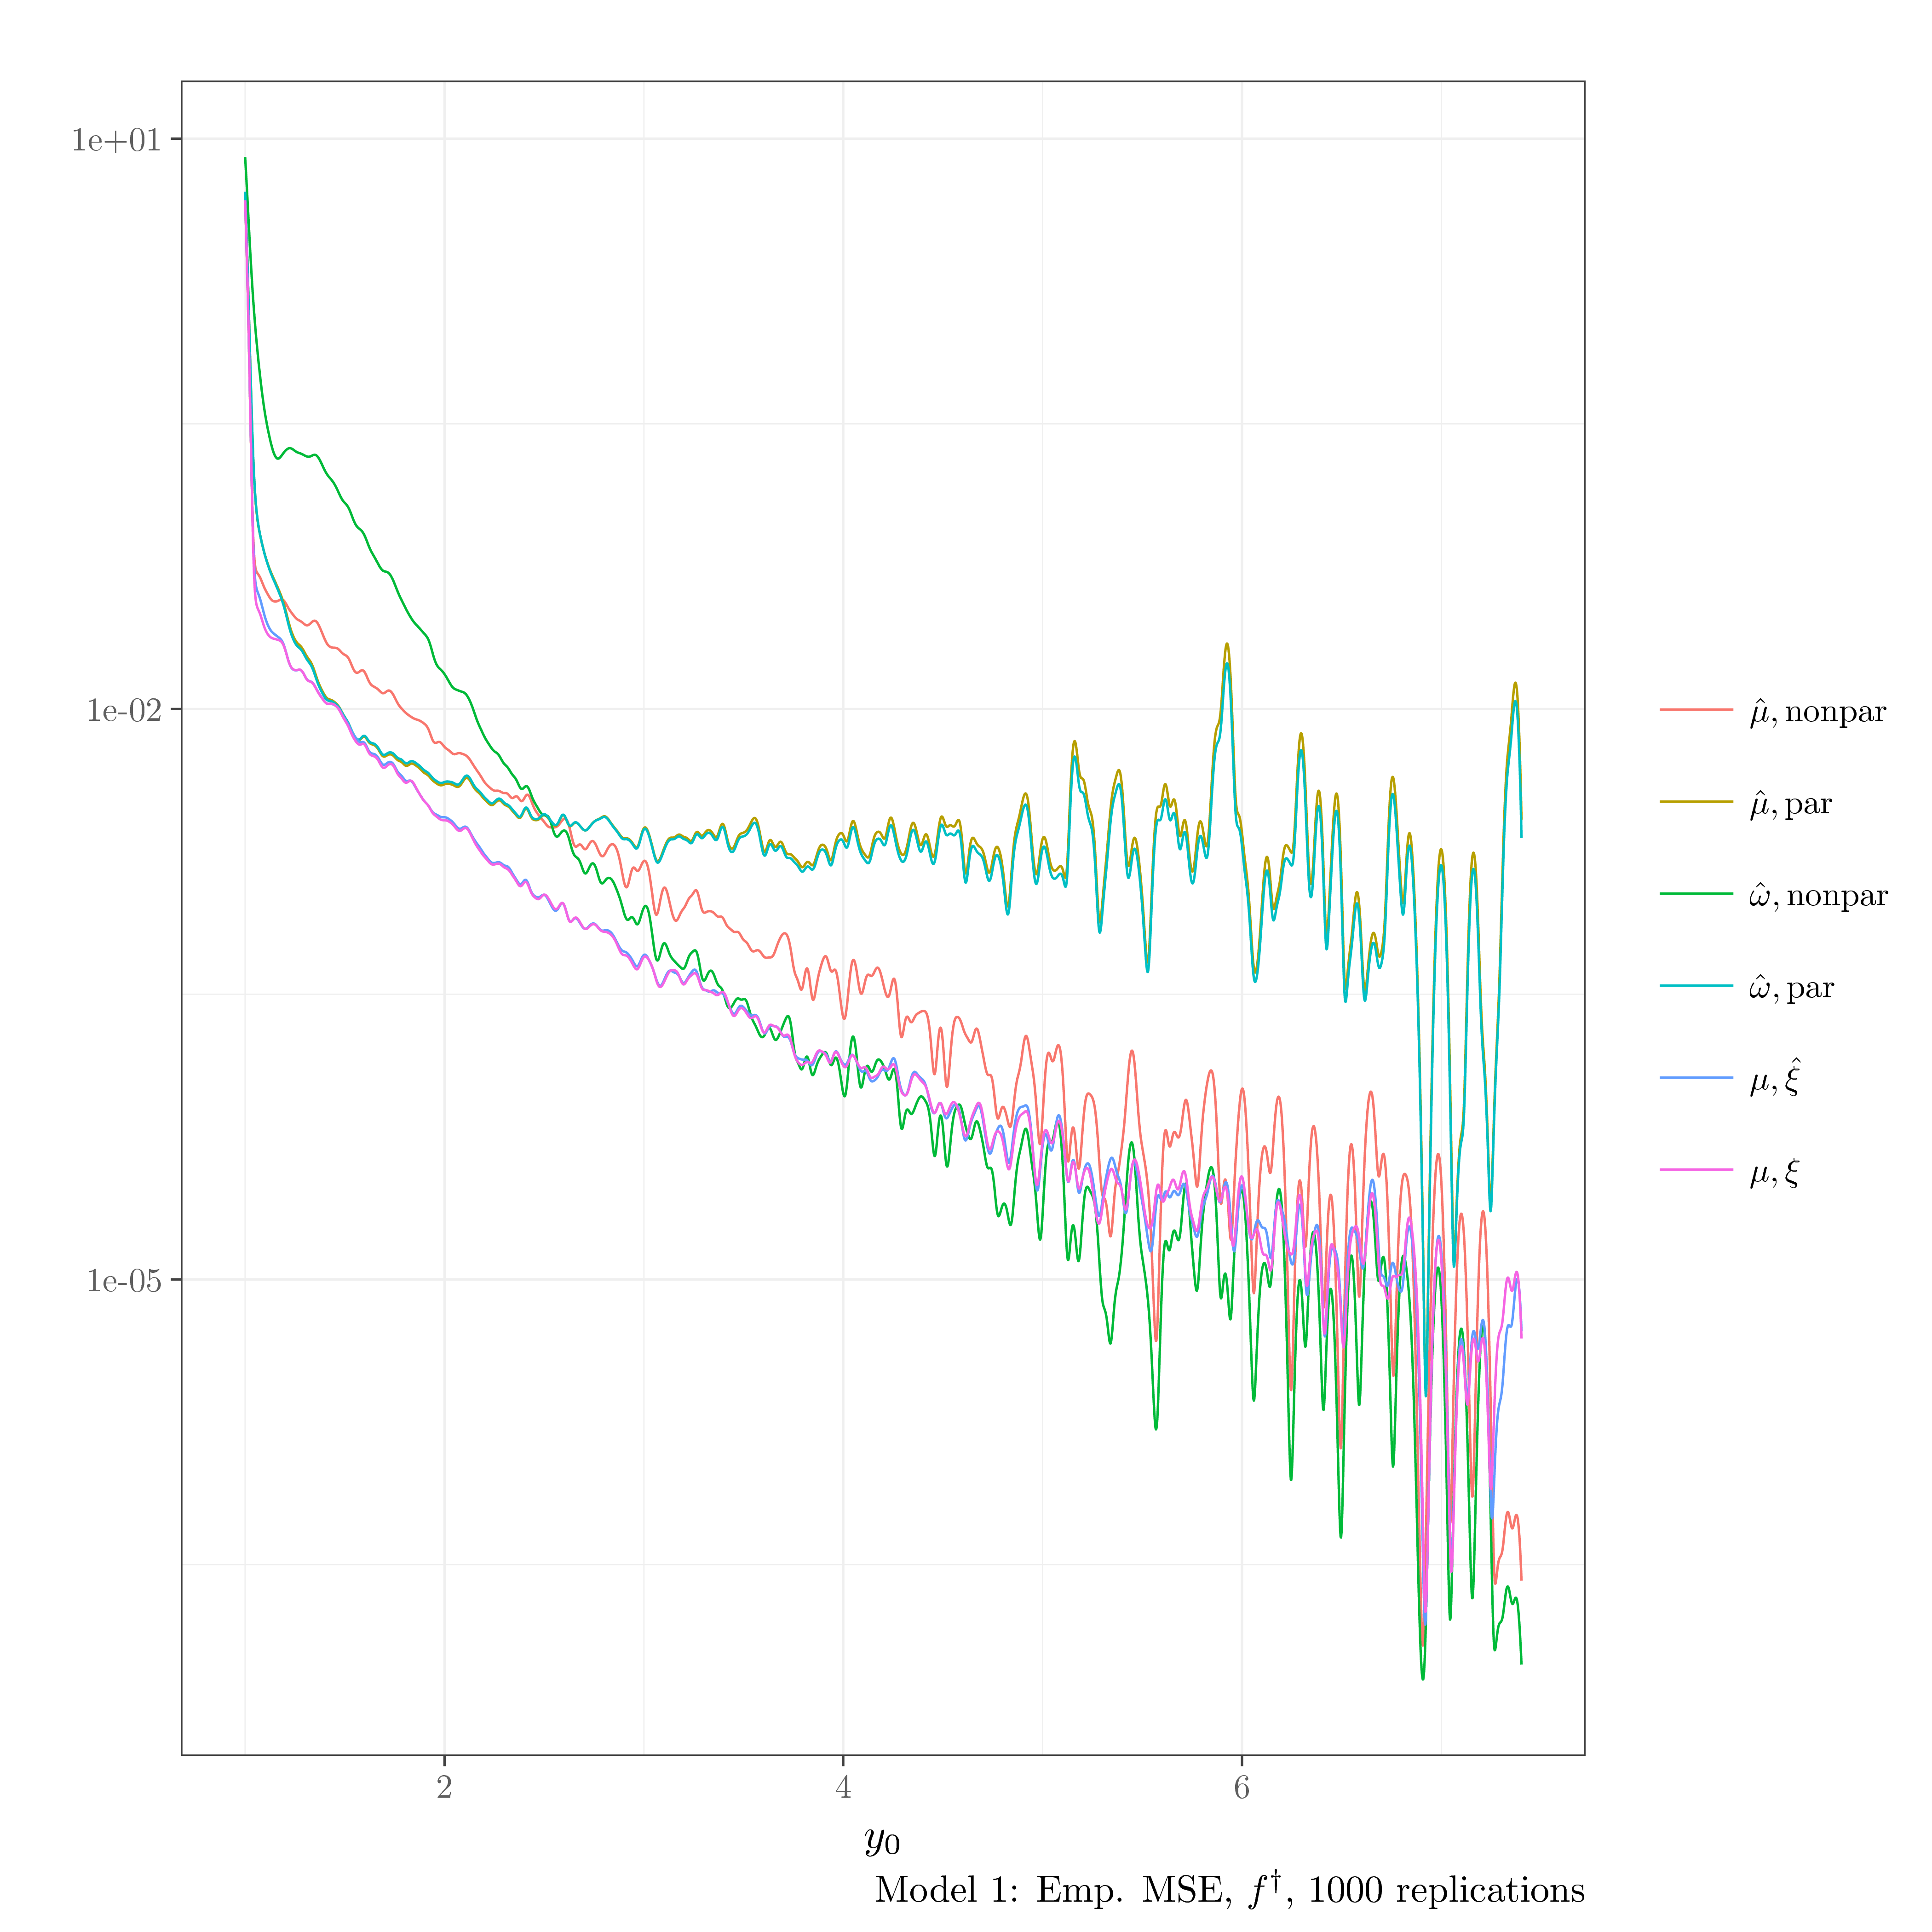 1e+01
1e-02
1e-05
2
4
6
y₀
Model 1: Emp. MSE, f†, 1000 replications
μ̂, nonpar
μ̂, par
ω̂, nonpar
ω̂, par
μ, ξ̂
μ, ξ